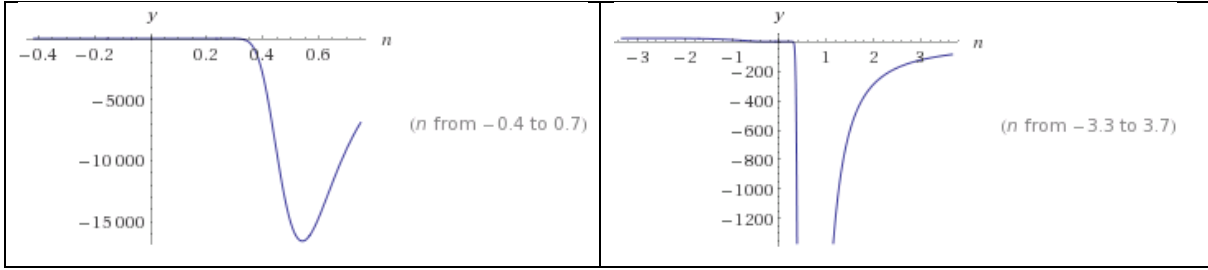 y
n
−0.4 −0.2 0.2 0.4 0.6
−5000
−10 000
−15 000
(n from −0.4 to 0.7)
y
n
−3 −2 −1 1 2 3
−200
−400
−600
−800
−1000
−1200
(n from −3.3 to 3.7)